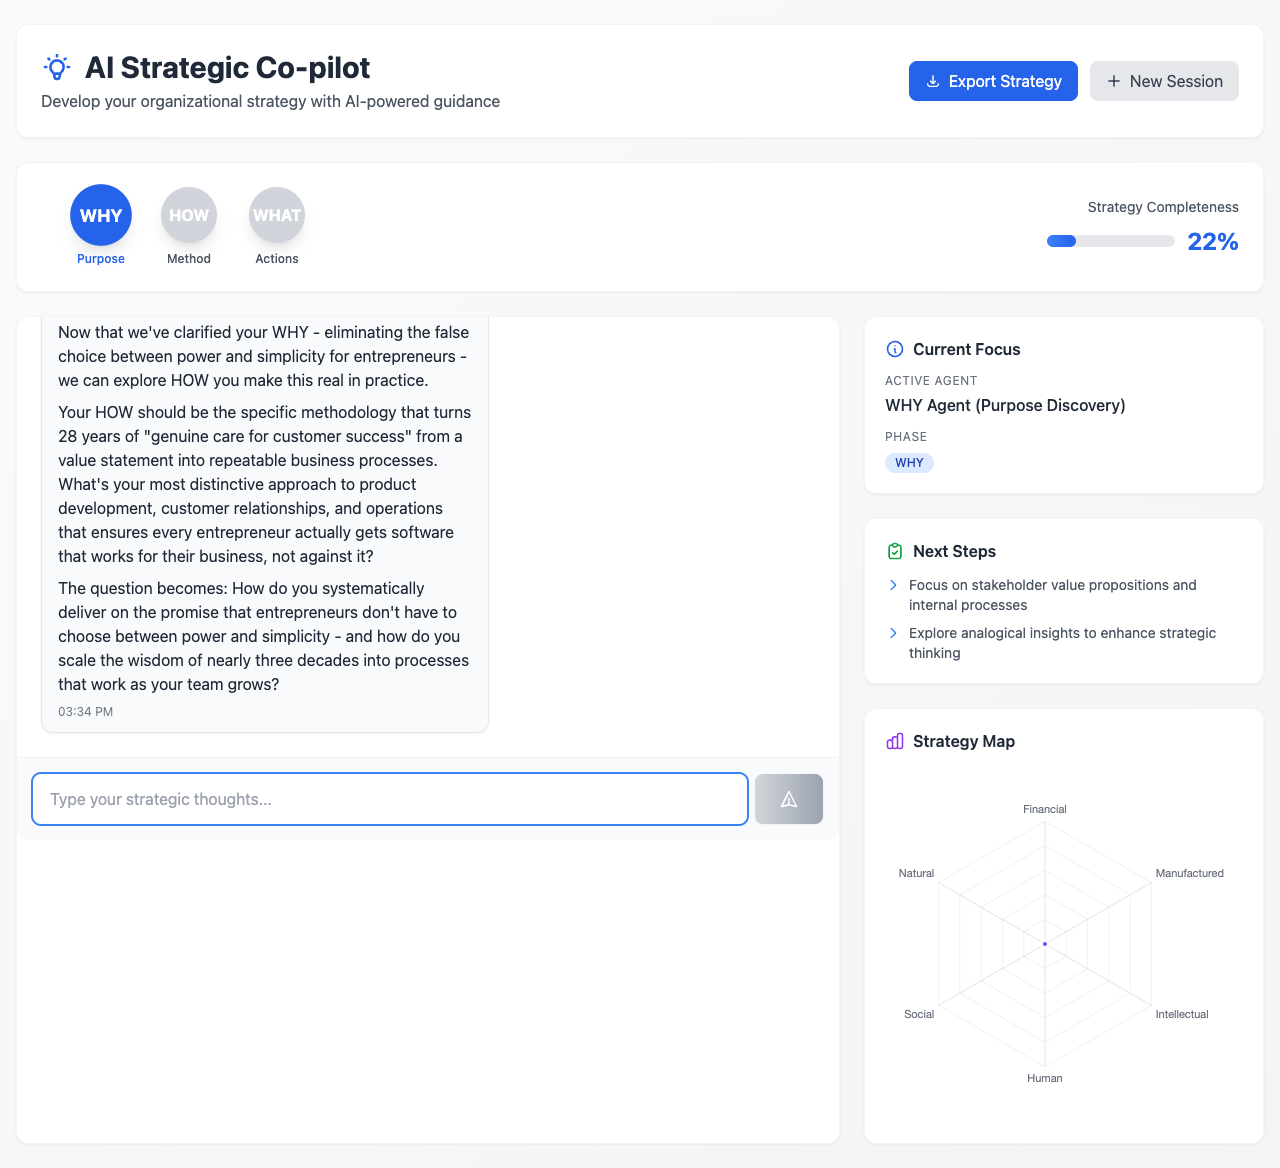 AI Strategic Co-pilot
Develop your organizational strategy with AI-powered guidance
Export Strategy
New Session
WHY
HOW
WHAT
Purpose
Method
Actions
Strategy Completeness
22%
Now that we've clarified your WHY - eliminating the false
choice between power and simplicity for entrepreneurs -
we can explore HOW you make this real in practice.
Your HOW should be the specific methodology that turns
28 years of "genuine care for customer success" from a
value statement into repeatable business processes.
What's your most distinctive approach to product
development, customer relationships, and operations
that ensures every entrepreneur actually gets software
that works for their business, not against it?
The question becomes: How do you systematically
deliver on the promise that entrepreneurs don't have to
choose between power and simplicity - and how do you
scale the wisdom of nearly three decades into processes
that work as your team grows?
03:34 PM
Type your strategic thoughts...
Current Focus
ACTIVE AGENT
WHY Agent (Purpose Discovery)
PHASE
WHY
Next Steps
Focus on stakeholder value propositions and
internal processes
Explore analogical insights to enhance strategic
thinking
Strategy Map
Financial
Natural
Manufactured
Social
Intellectual
Human